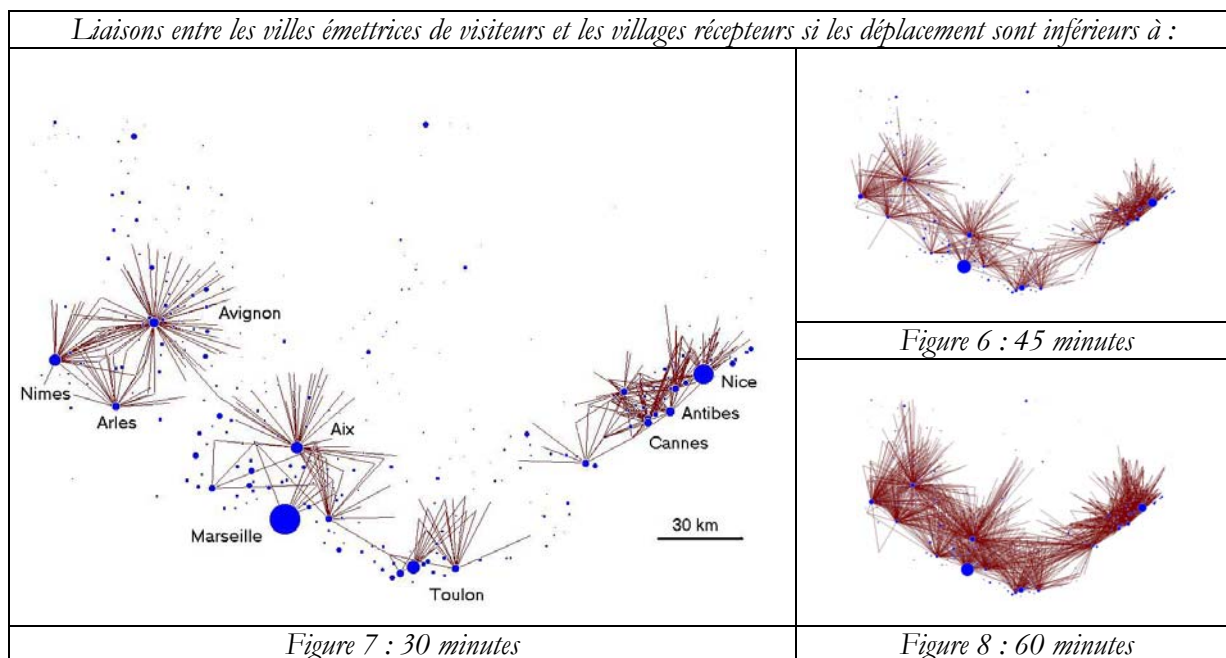 Liaisons entre les villes émettrices de visiteurs et les villages récepteurs si les déplacement sont inférieurs à :
Avignon
Nimes
Arles
Aix
Marseille
Toulon
Nice
Antibes
Cannes
30 km
Figure 7 : 30 minutes
Figure 6 : 45 minutes
Figure 8 : 60 minutes